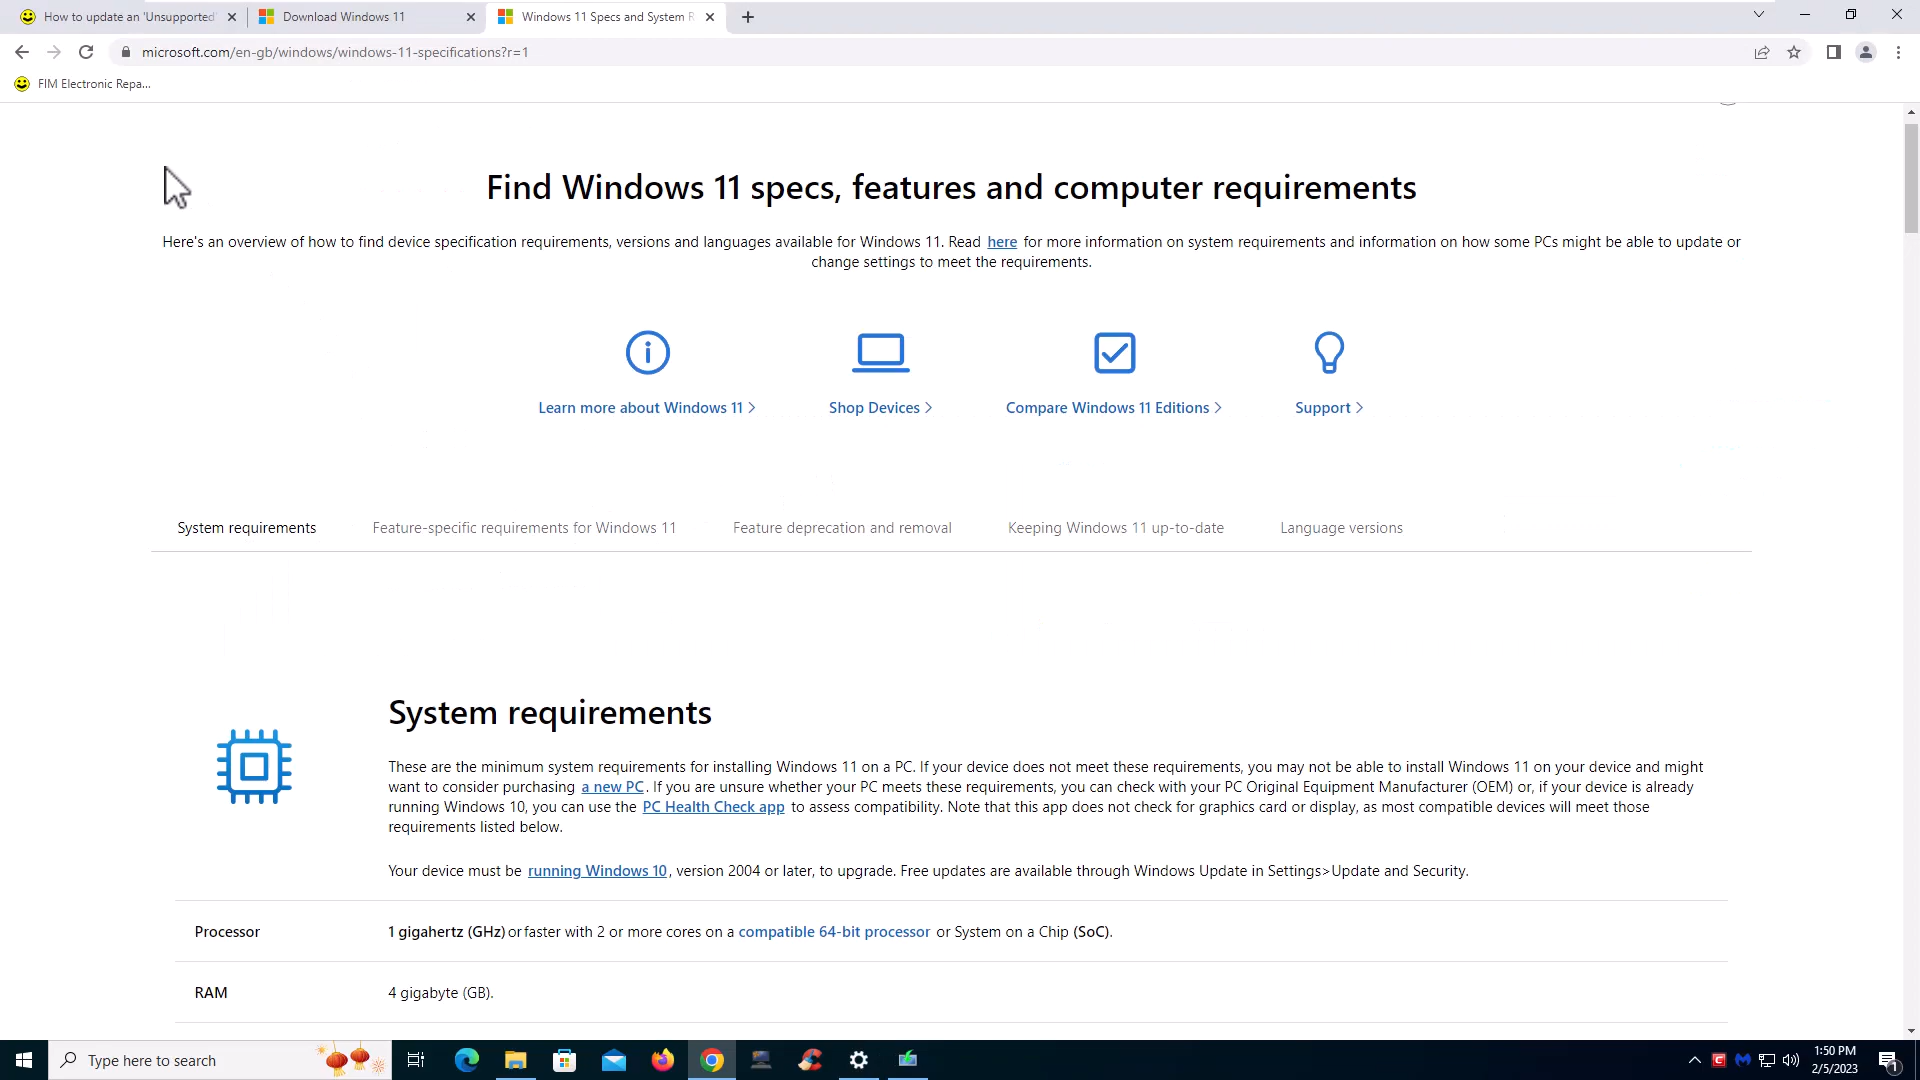 How to update an 'Unsupported'
Download Windows 11
Windows 11 Specs and System R
microsoft.com/en-gb/windows/windows-11-specifications?r=1
FIM Electronic Repa...
Find Windows 11 specs, features and computer requirements
Here's an overview of how to find device specification requirements, versions and languages available for Windows 11. Read here for more information on system requirements and information on how some PCs might be able to update or
change settings to meet the requirements.
Learn more about Windows 11 >
Shop Devices >
Compare Windows 11 Editions >
Support >
System requirements
Feature-specific requirements for Windows 11
Feature deprecation and removal
Keeping Windows 11 up-to-date
Language versions
System requirements
These are the minimum system requirements for installing Windows 11 on a PC. If your device does not meet these requirements, you may not be able to install Windows 11 on your device and might
want to consider purchasing a new PC. If you are unsure whether your PC meets these requirements, you can check with your PC Original Equipment Manufacturer (OEM) or, if your device is already
running Windows 10, you can use the PC Health Check app to assess compatibility. Note that this app does not check for graphics card or display, as most compatible devices will meet those
requirements listed below.
Your device must be running Windows 10, version 2004 or later, to upgrade. Free updates are available through Windows Update in Settings>Update and Security.
Processor
1 gigahertz (GHz) or faster with 2 or more cores on a compatible 64-bit processor or System on a Chip (SoC).
RAM
4 gigabyte (GB).
Type here to search
1:50 PM
2/5/2023
1